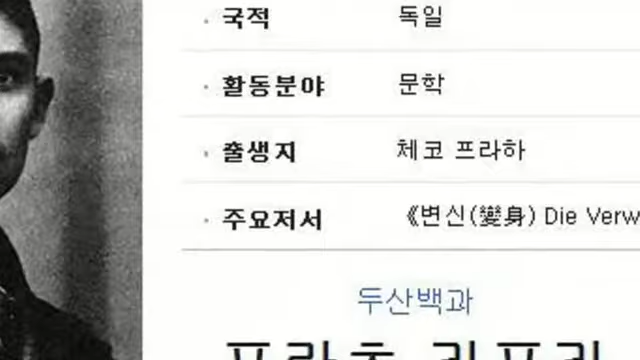 국적 독일
활동분야 문학
출생지 체코 프라하
주요저서 《변신(變身) Die Verw
두산백과